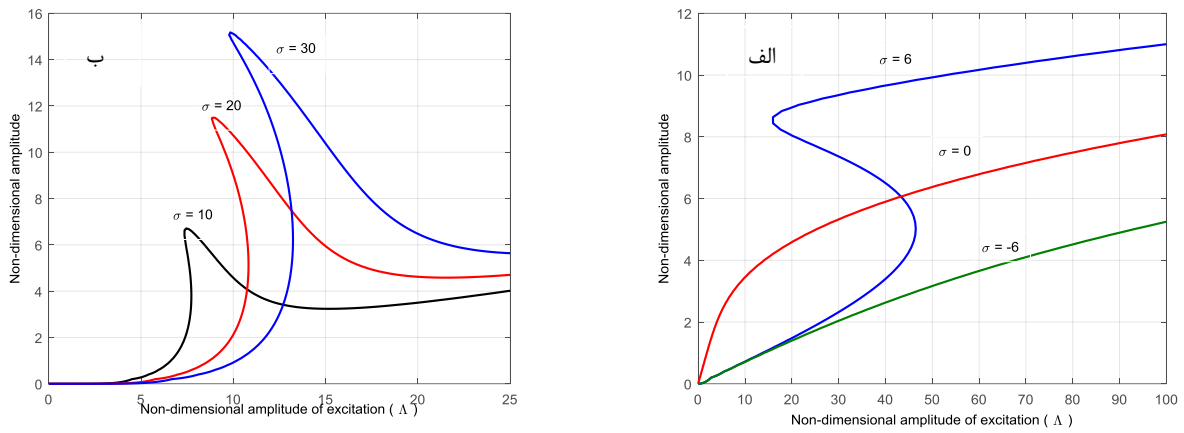 16
14
12
10
8
6
4
2
0
0 5 10 15 20 25
Non-dimensional amplitude
Non-dimensional amplitude of excitation ( Λ )
ب
σ = 30
σ = 20
σ = 10
12
10
8
6
4
2
0
0 10 20 30 40 50 60 70 80 90 100
Non-dimensional amplitude
Non-dimensional amplitude of excitation ( Λ )
الف
σ = 6
σ = 0
σ = -6